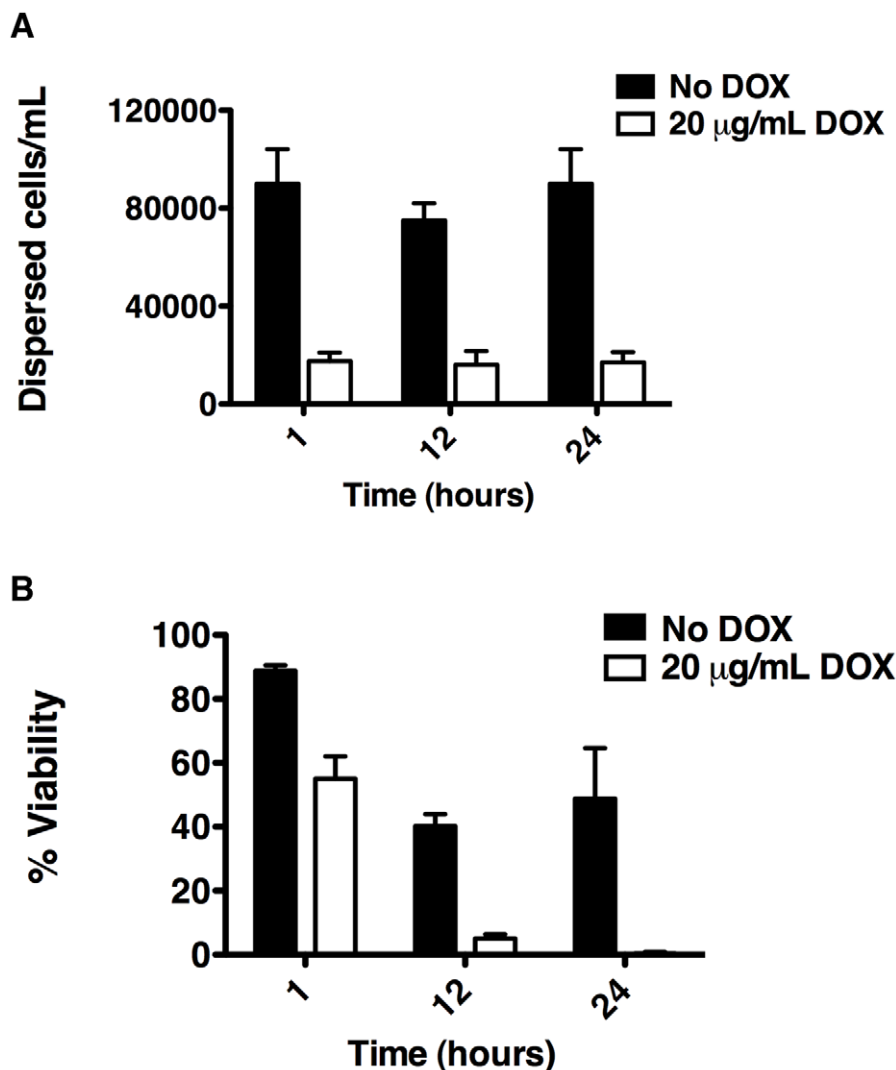 A
Dispersed cells/mL
120000
80000
40000
0
No DOX
20 μg/mL DOX
1
12
24
Time (hours)
B
% Viability
100
80
60
40
20
0
No DOX
20 μg/mL DOX
1
12
24
Time (hours)